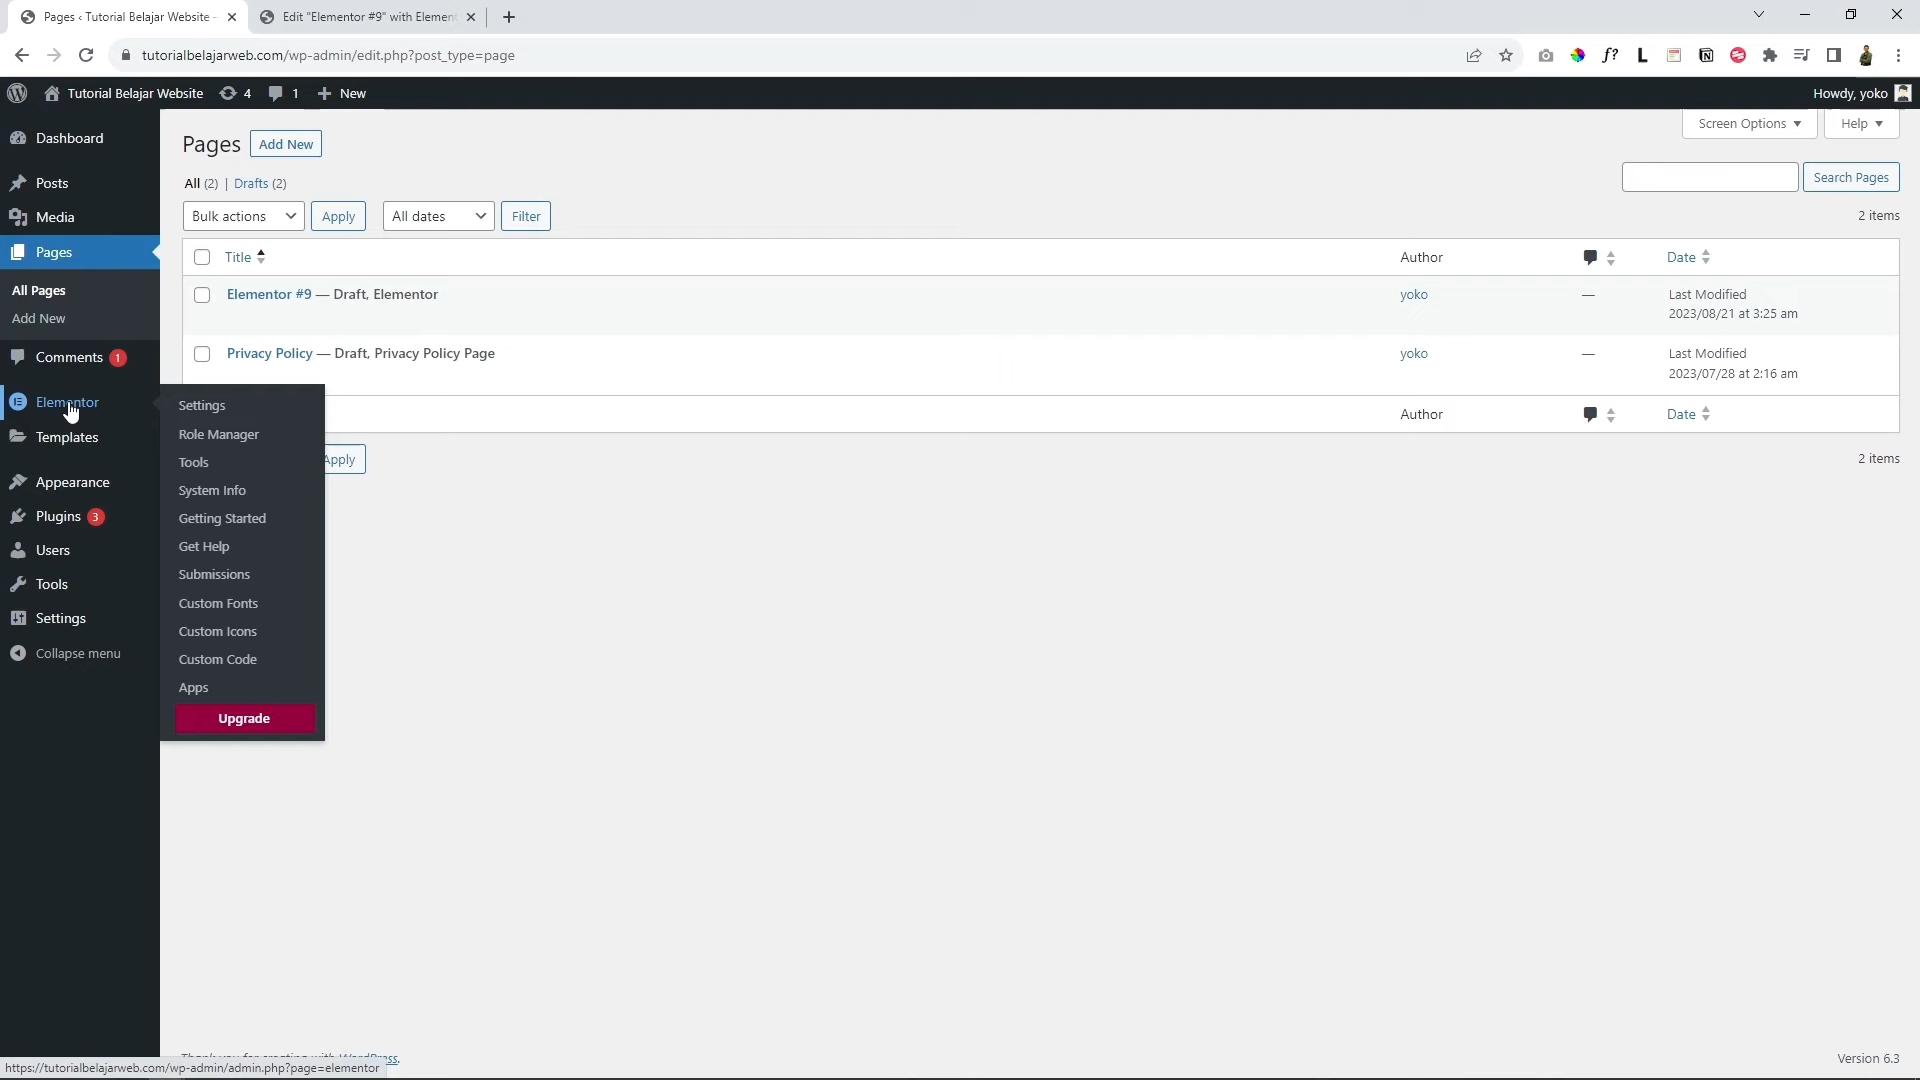 Pages ‹ Tutorial Belajar Website –
Edit "Elementor #9" with Element
tutorialbelajarweb.com/wp-admin/edit.php?post_type=page
Tutorial Belajar Website
4
1
New
Howdy, yoko
Dashboard
Posts
Media
Pages
All Pages
Add New
Comments 1
Elementor
Templates
Appearance
Plugins 3
Users
Tools
Settings
Collapse menu
Settings
Role Manager
Tools
System Info
Getting Started
Get Help
Submissions
Custom Fonts
Custom Icons
Custom Code
Apps
Upgrade
Screen Options
Help
Pages
Add New
All (2) | Drafts (2)
Search Pages
Bulk actions
Apply
All dates
Filter
2 items
Title
Author
Date
Elementor #9 — Draft, Elementor
yoko
—
Last Modified
2023/08/21 at 3:25 am
Privacy Policy — Draft, Privacy Policy Page
yoko
—
Last Modified
2023/07/28 at 2:16 am
Author
Date
Apply
2 items
Thank you for creating with WordPress.
Version 6.3
https://tutorialbelajarweb.com/wp-admin/admin.php?page=elementor